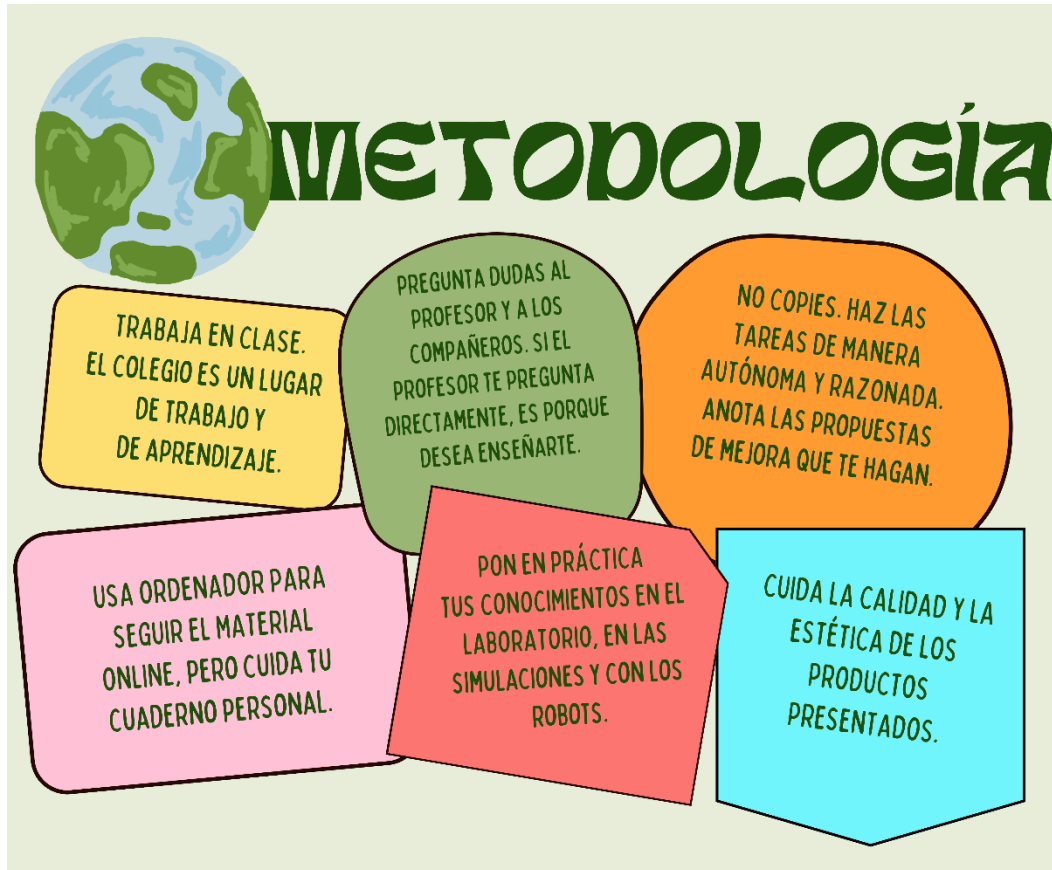 METODOLOGÍA
TRABAJA EN CLASE.
EL COLEGIO ES UN LUGAR
DE TRABAJO Y
DE APRENDIZAJE.
PREGUNTA DUDAS AL
PROFESOR Y A LOS
COMPAÑEROS. SI EL
PROFESOR TE PREGUNTA
DIRECTAMENTE, ES PORQUE
DESEA ENSEÑARTE.
NO COPIES. HAZ LAS
TAREAS DE MANERA
AUTÓNOMA Y RAZONADA.
ANOTA LAS PROPUESTAS
DE MEJORA QUE TE HAGAN.
USA ORDENADOR PARA
SEGUIR EL MATERIAL
ONLINE, PERO CUIDA TU
CUADERNO PERSONAL.
PON EN PRÁCTICA
TUS CONOCIMIENTOS EN EL
LABORATORIO, EN LAS
SIMULACIONES Y CON LOS
ROBOTS.
CUIDA LA CALIDAD Y LA
ESTÉTICA DE LOS
PRODUCTOS
PRESENTADOS.